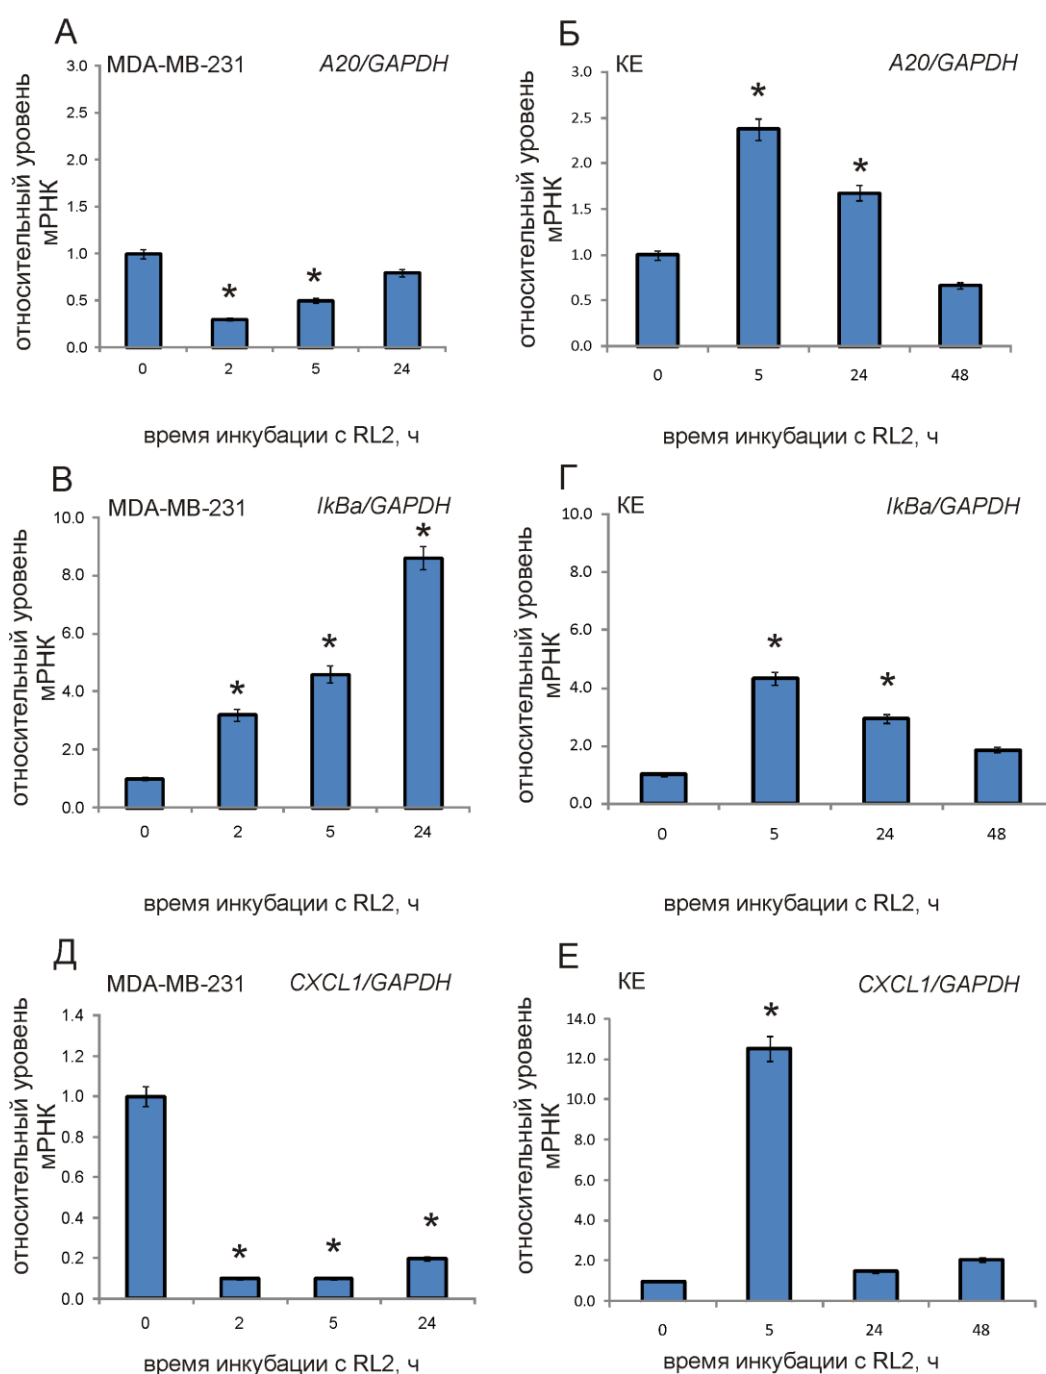 А
MDA-MB-231 A20/GAPDH
относительный уровень
мРНК
3.0
2.5
2.0
1.5
1.0
0.5
0.0
* *
0 2 5 24
время инкубации с RL2, ч
Б
КЕ A20/GAPDH
относительный уровень
мРНК
3.0
2.5
2.0
1.5
1.0
0.5
0.0
* *
0 5 24 48
время инкубации с RL2, ч
В
MDA-MB-231 IkBa/GAPDH
относительный уровень
мРНК
10.0
8.0
6.0
4.0
2.0
0.0
* * *
0 2 5 24
время инкубации с RL2, ч
Г
КЕ IkBa/GAPDH
относительный уровень
мРНК
10.0
8.0
6.0
4.0
2.0
0.0
* *
0 5 24 48
время инкубации с RL2, ч
Д
MDA-MB-231 CXCL1/GAPDH
относительный уровень
мРНК
1.4
1.2
1.0
0.8
0.6
0.4
0.2
0.0
* * *
0 2 5 24
время инкубации с RL2, ч
Е
КЕ CXCL1/GAPDH
относительный уровень
мРНК
14.0
12.0
10.0
8.0
6.0
4.0
2.0
0.0
*
0 5 24 48
время инкубации с RL2, ч